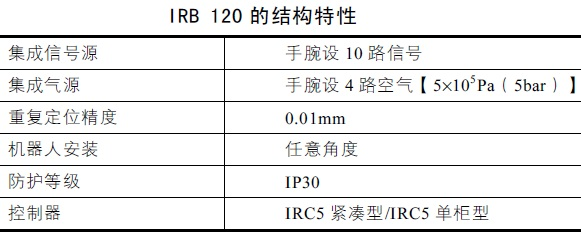 IRB 120 的结构特性
集成信号源 手腕设 10 路信号
集成气源 手腕设 4 路空气【 5×10⁵Pa（ 5bar ）】
重复定位精度 0.01mm
机器人安装 任意角度
防护等级 IP30
控制器 IRC5 紧凑型/IRC5 单柜型